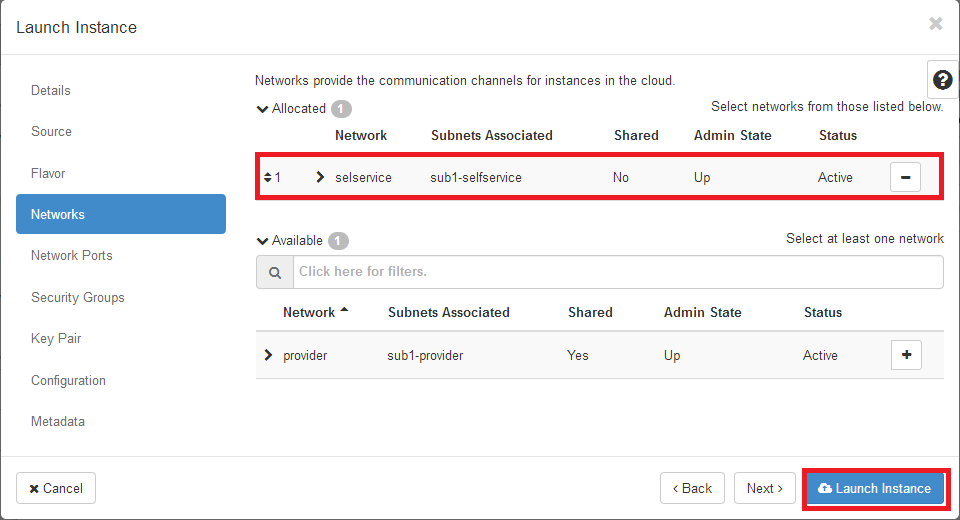 Launch Instance
×
Details
Source
Flavor
Networks
Network Ports
Security Groups
Key Pair
Configuration
Metadata
Networks provide the communication channels for instances in the cloud.
?
Allocated 1
Select networks from those listed below.
Network Subnets Associated Shared Admin State Status
1 selservice sub1-selfservice No Up Active −
Available 1
Select at least one network
Click here for filters.
Network Subnets Associated Shared Admin State Status
provider sub1-provider Yes Up Active +
× Cancel
‹ Back
Next ›
Launch Instance